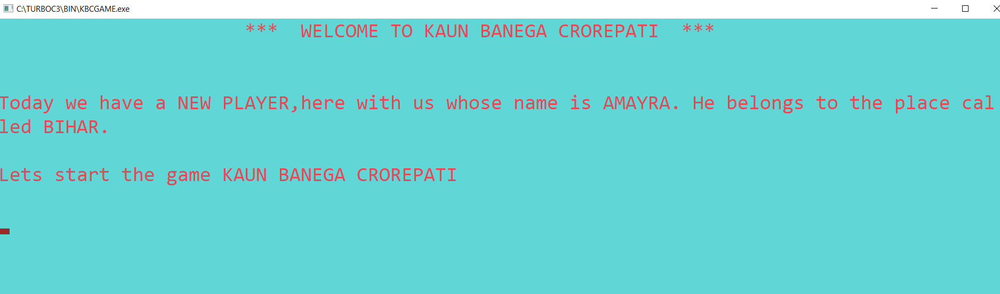 C:\TURBOC3\BIN\KBCGAME.exe
***  WELCOME TO KAUN BANEGA CROREPATI  ***
Today we have a NEW PLAYER,here with us whose name is AMAYRA. He belongs to the place cal
led BIHAR.
Lets start the game KAUN BANEGA CROREPATI